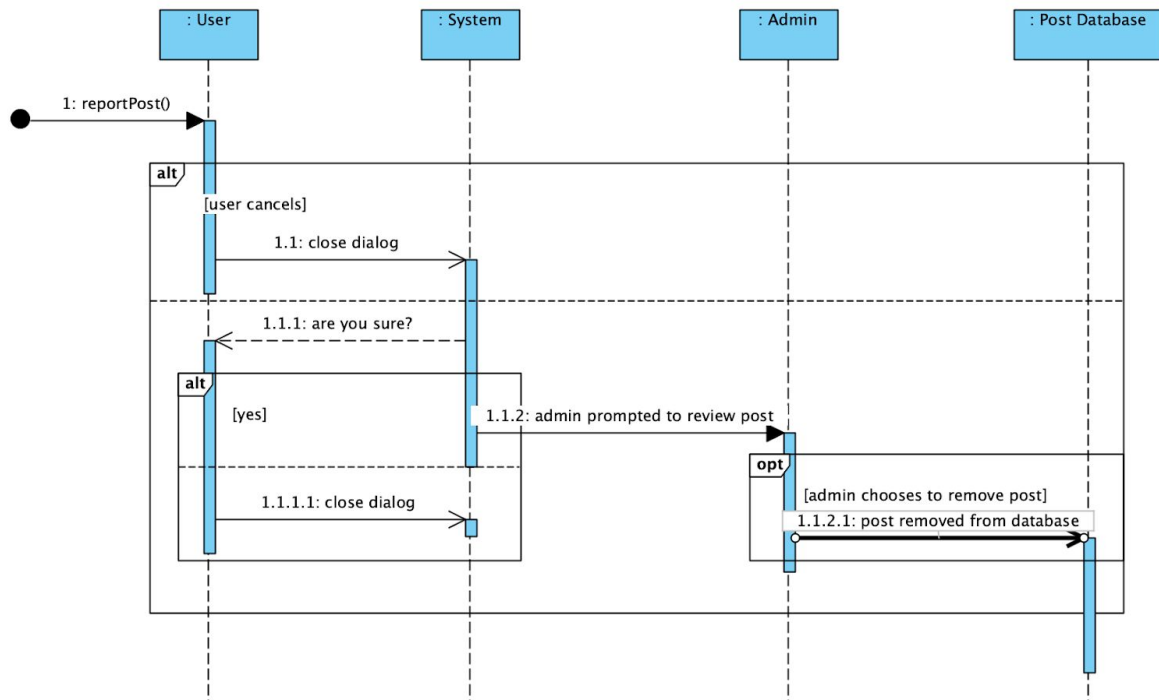 : User
: System
: Admin
: Post Database
1: reportPost()
alt
[user cancels]
1.1: close dialog
1.1.1: are you sure?
alt
[yes]
1.1.2: admin prompted to review post
opt
[admin chooses to remove post]
1.1.1.1: close dialog
1.1.2.1: post removed from database